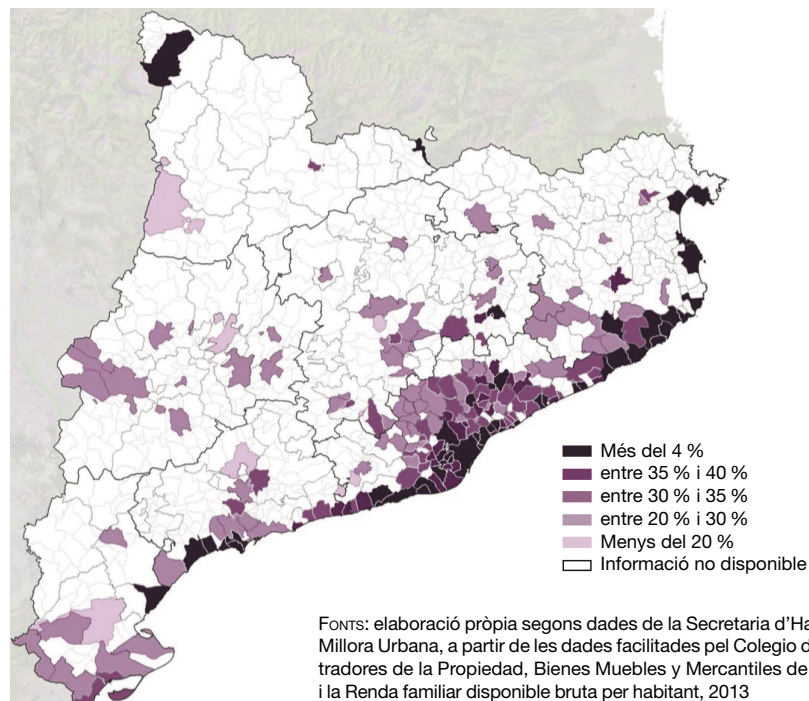 Més del 4 %
entre 35 % i 40 %
entre 30 % i 35 %
entre 20 % i 30 %
Menys del 20 %
Informació no disponible
FONTS: elaboració pròpia segons dades de la Secretaria d’Ha
Millora Urbana, a partir de les dades facilitades pel Colegio d
tradores de la Propiedad, Bienes Muebles y Mercantiles de
i la Renda familiar disponible bruta per habitant, 2013